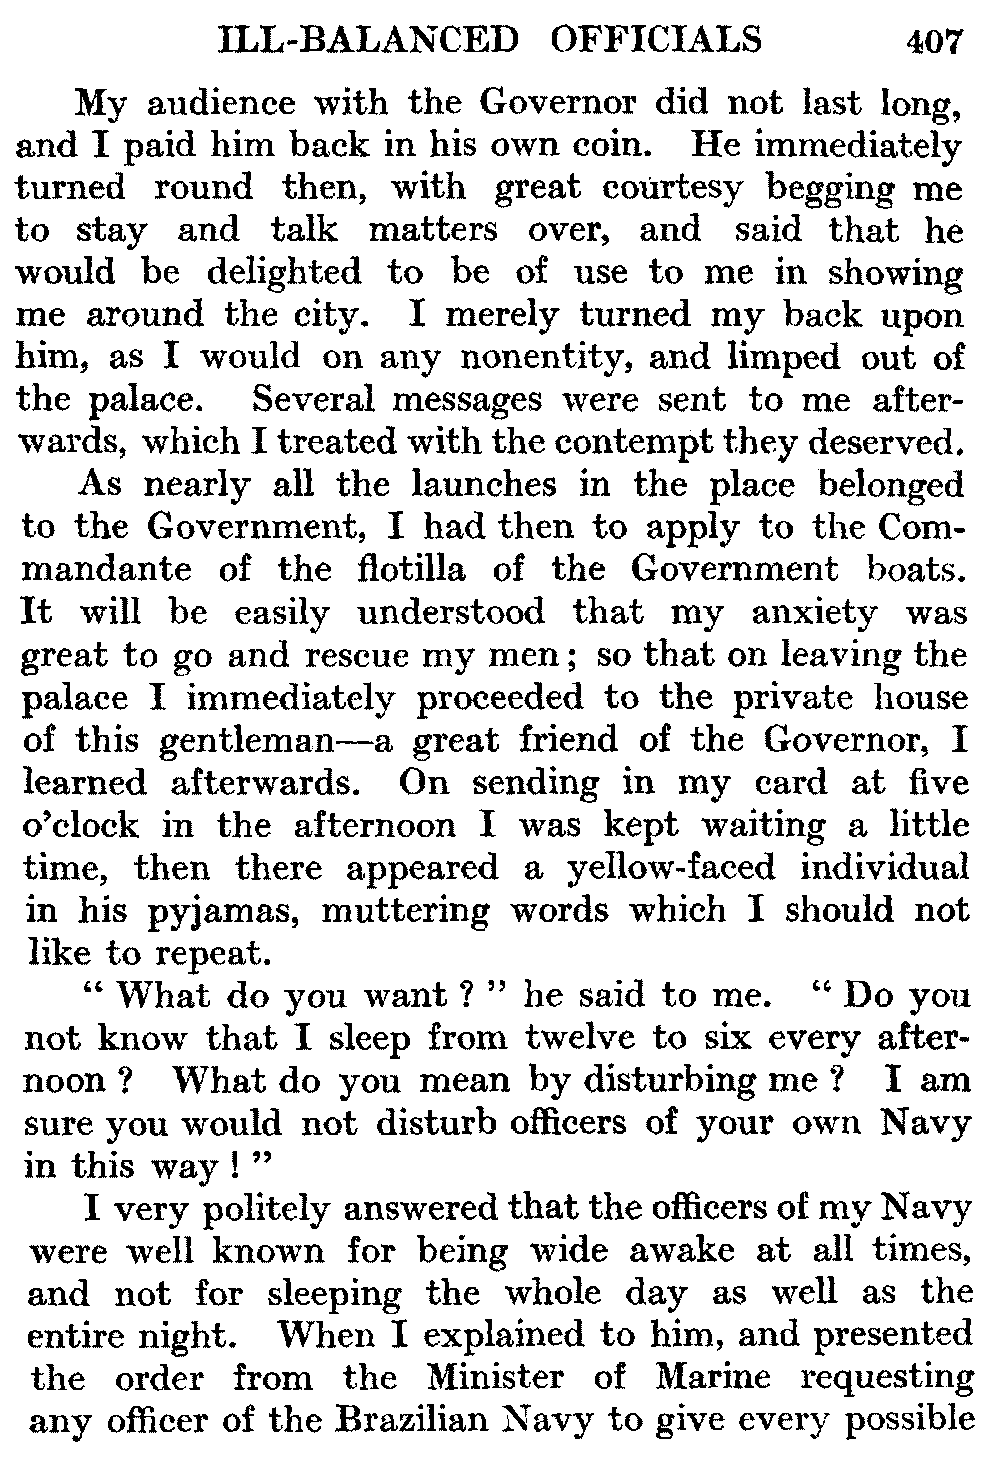 ILL-BALANCED OFFICIALS 407
My audience with the Governor did not last long,
and I paid him back in his own coin. He immediately
turned round then, with great courtesy begging me
to stay and talk matters over, and said that he
would be delighted to be of use to me in showing
me around the city. I merely turned my back upon
him, as I would on any nonentity, and limped out of
the palace. Several messages were sent to me after-
wards, which I treated with the contempt they deserved.
As nearly all the launches in the place belonged
to the Government, I had then to apply to the Com-
mandante of the flotilla of the Government boats.
It will be easily understood that my anxiety was
great to go and rescue my men; so that on leaving the
palace I immediately proceeded to the private house
of this gentleman—a great friend of the Governor, I
learned afterwards. On sending in my card at five
o'clock in the afternoon I was kept waiting a little
time, then there appeared a yellow-faced individual
in his pyjamas, muttering words which I should not
like to repeat.
“ What do you want ? ” he said to me. “ Do you
not know that I sleep from twelve to six every after-
noon ? What do you mean by disturbing me ? I am
sure you would not disturb officers of your own Navy
in this way ! ”
I very politely answered that the officers of my Navy
were well known for being wide awake at all times,
and not for sleeping the whole day as well as the
entire night. When I explained to him, and presented
the order from the Minister of Marine requesting
any officer of the Brazilian Navy to give every possible